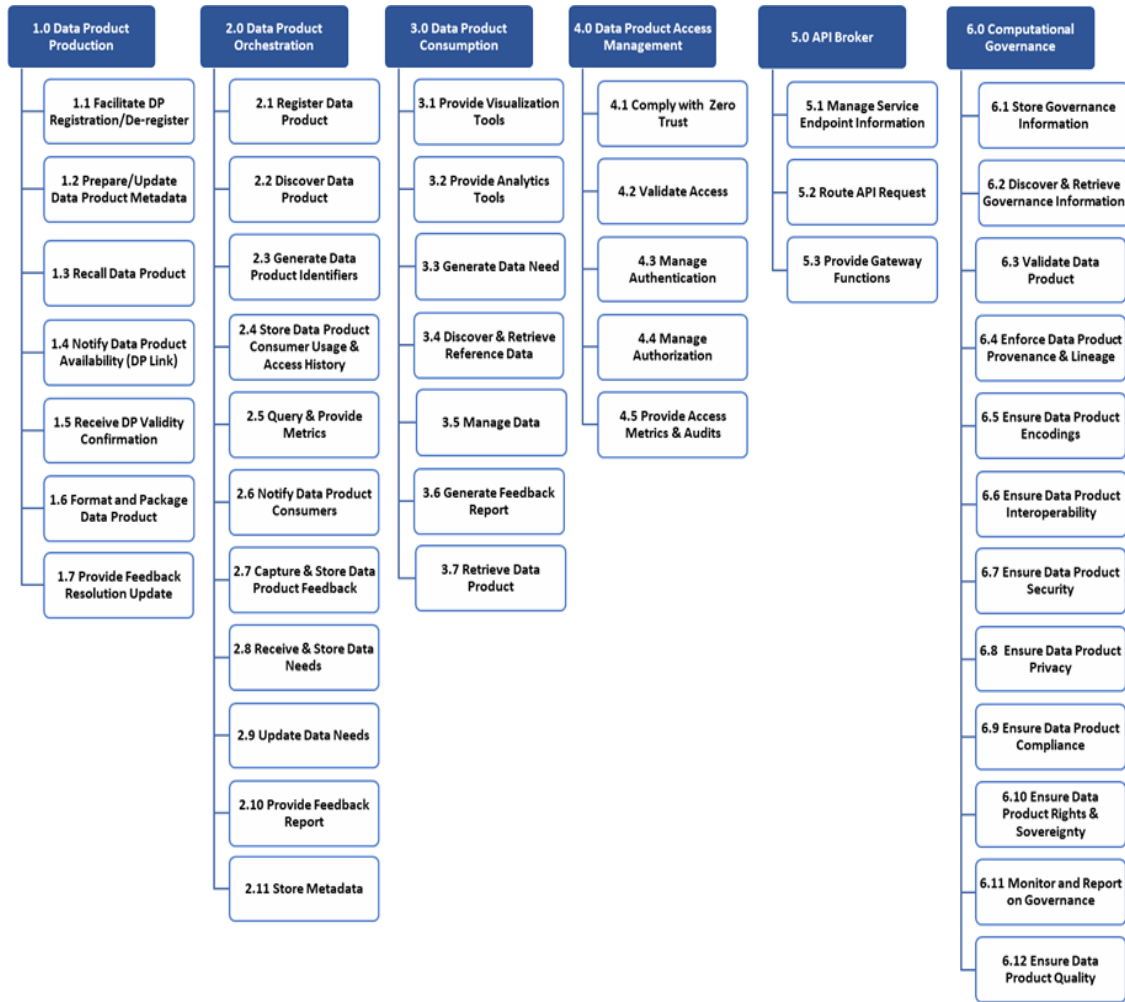 1.0 Data Product
Production
1.1 Facilitate DP
Registration/De-register
1.2 Prepare/Update
Data Product Metadata
1.3 Recall Data Product
1.4 Notify Data Product
Availability (DP Link)
1.5 Receive DP Validity
Confirmation
1.6 Format and Package
Data Product
1.7 Provide Feedback
Resolution Update
2.0 Data Product
Orchestration
2.1 Register Data
Product
2.2 Discover Data
Product
2.3 Generate Data
Product Identifiers
2.4 Store Data Product
Consumer Usage &
Access History
2.5 Query & Provide
Metrics
2.6 Notify Data Product
Consumers
2.7 Capture & Store Data
Product Feedback
2.8 Receive & Store Data
Needs
2.9 Update Data Needs
2.10 Provide Feedback
Report
2.11 Store Metadata
3.0 Data Product
Consumption
3.1 Provide Visualization
Tools
3.2 Provide Analytics
Tools
3.3 Generate Data Need
3.4 Discover & Retrieve
Reference Data
3.5 Manage Data
3.6 Generate Feedback
Report
3.7 Retrieve Data
Product
4.0 Data Product Access
Management
4.1 Comply with Zero
Trust
4.2 Validate Access
4.3 Manage
Authentication
4.4 Manage
Authorization
4.5 Provide Access
Metrics & Audits
5.0 API Broker
5.1 Manage Service
Endpoint Information
5.2 Route API Request
5.3 Provide Gateway
Functions
6.0 Computational
Governance
6.1 Store Governance
Information
6.2 Discover & Retrieve
Governance Information
6.3 Validate Data
Product
6.4 Enforce Data Product
Provenance & Lineage
6.5 Ensure Data Product
Encodings
6.6 Ensure Data Product
Interoperability
6.7 Ensure Data Product
Security
6.8 Ensure Data Product
Privacy
6.9 Ensure Data Product
Compliance
6.10 Ensure Data
Product Rights &
Sovereignty
6.11 Monitor and Report
on Governance
6.12 Ensure Data
Product Quality